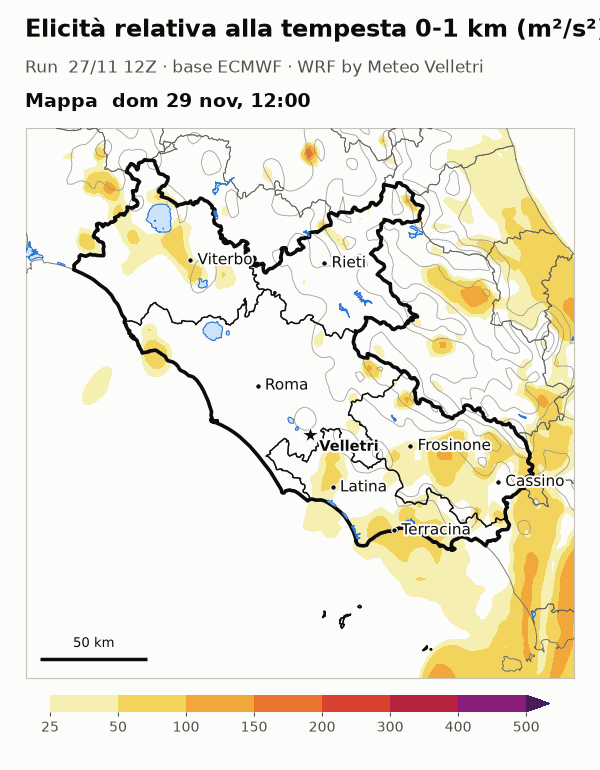 Elicità relativa alla tempesta 0-1 km (m²/s²)
Run 27/11 12Z · base ECMWF · WRF by Meteo Velletri
Mappa dom 29 nov, 12:00
Viterbo
Rieti
Roma
Velletri
Frosinone
Latina
Cassino
Terracina
50 km
25 50 100 150 200 300 400 500